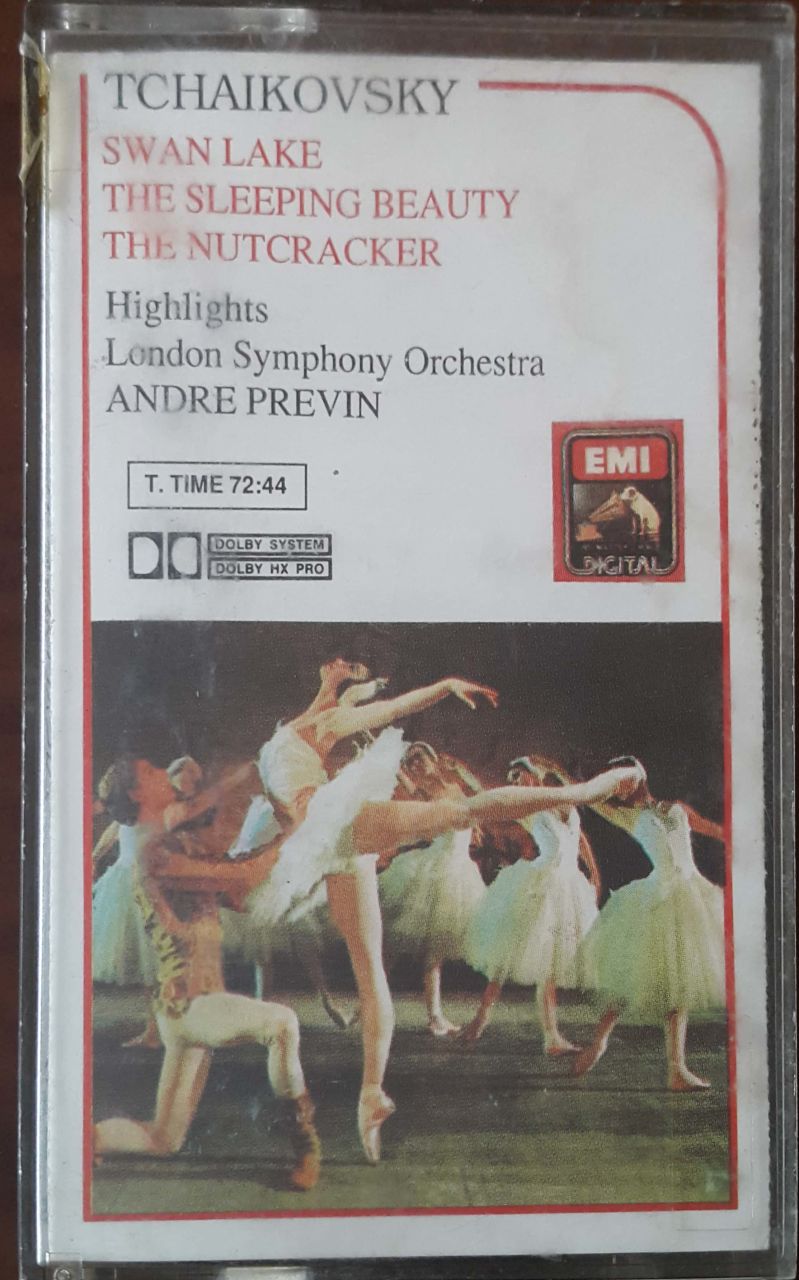 TCHAIKOVSKY
SWAN LAKE
THE SLEEPING BEAUTY
THE NUTCRACKER
Highlights
London Symphony Orchestra
ANDRE PREVIN
T. TIME 72:44
DOLBY SYSTEM
DOLBY HX PRO
EMI
DIGITAL